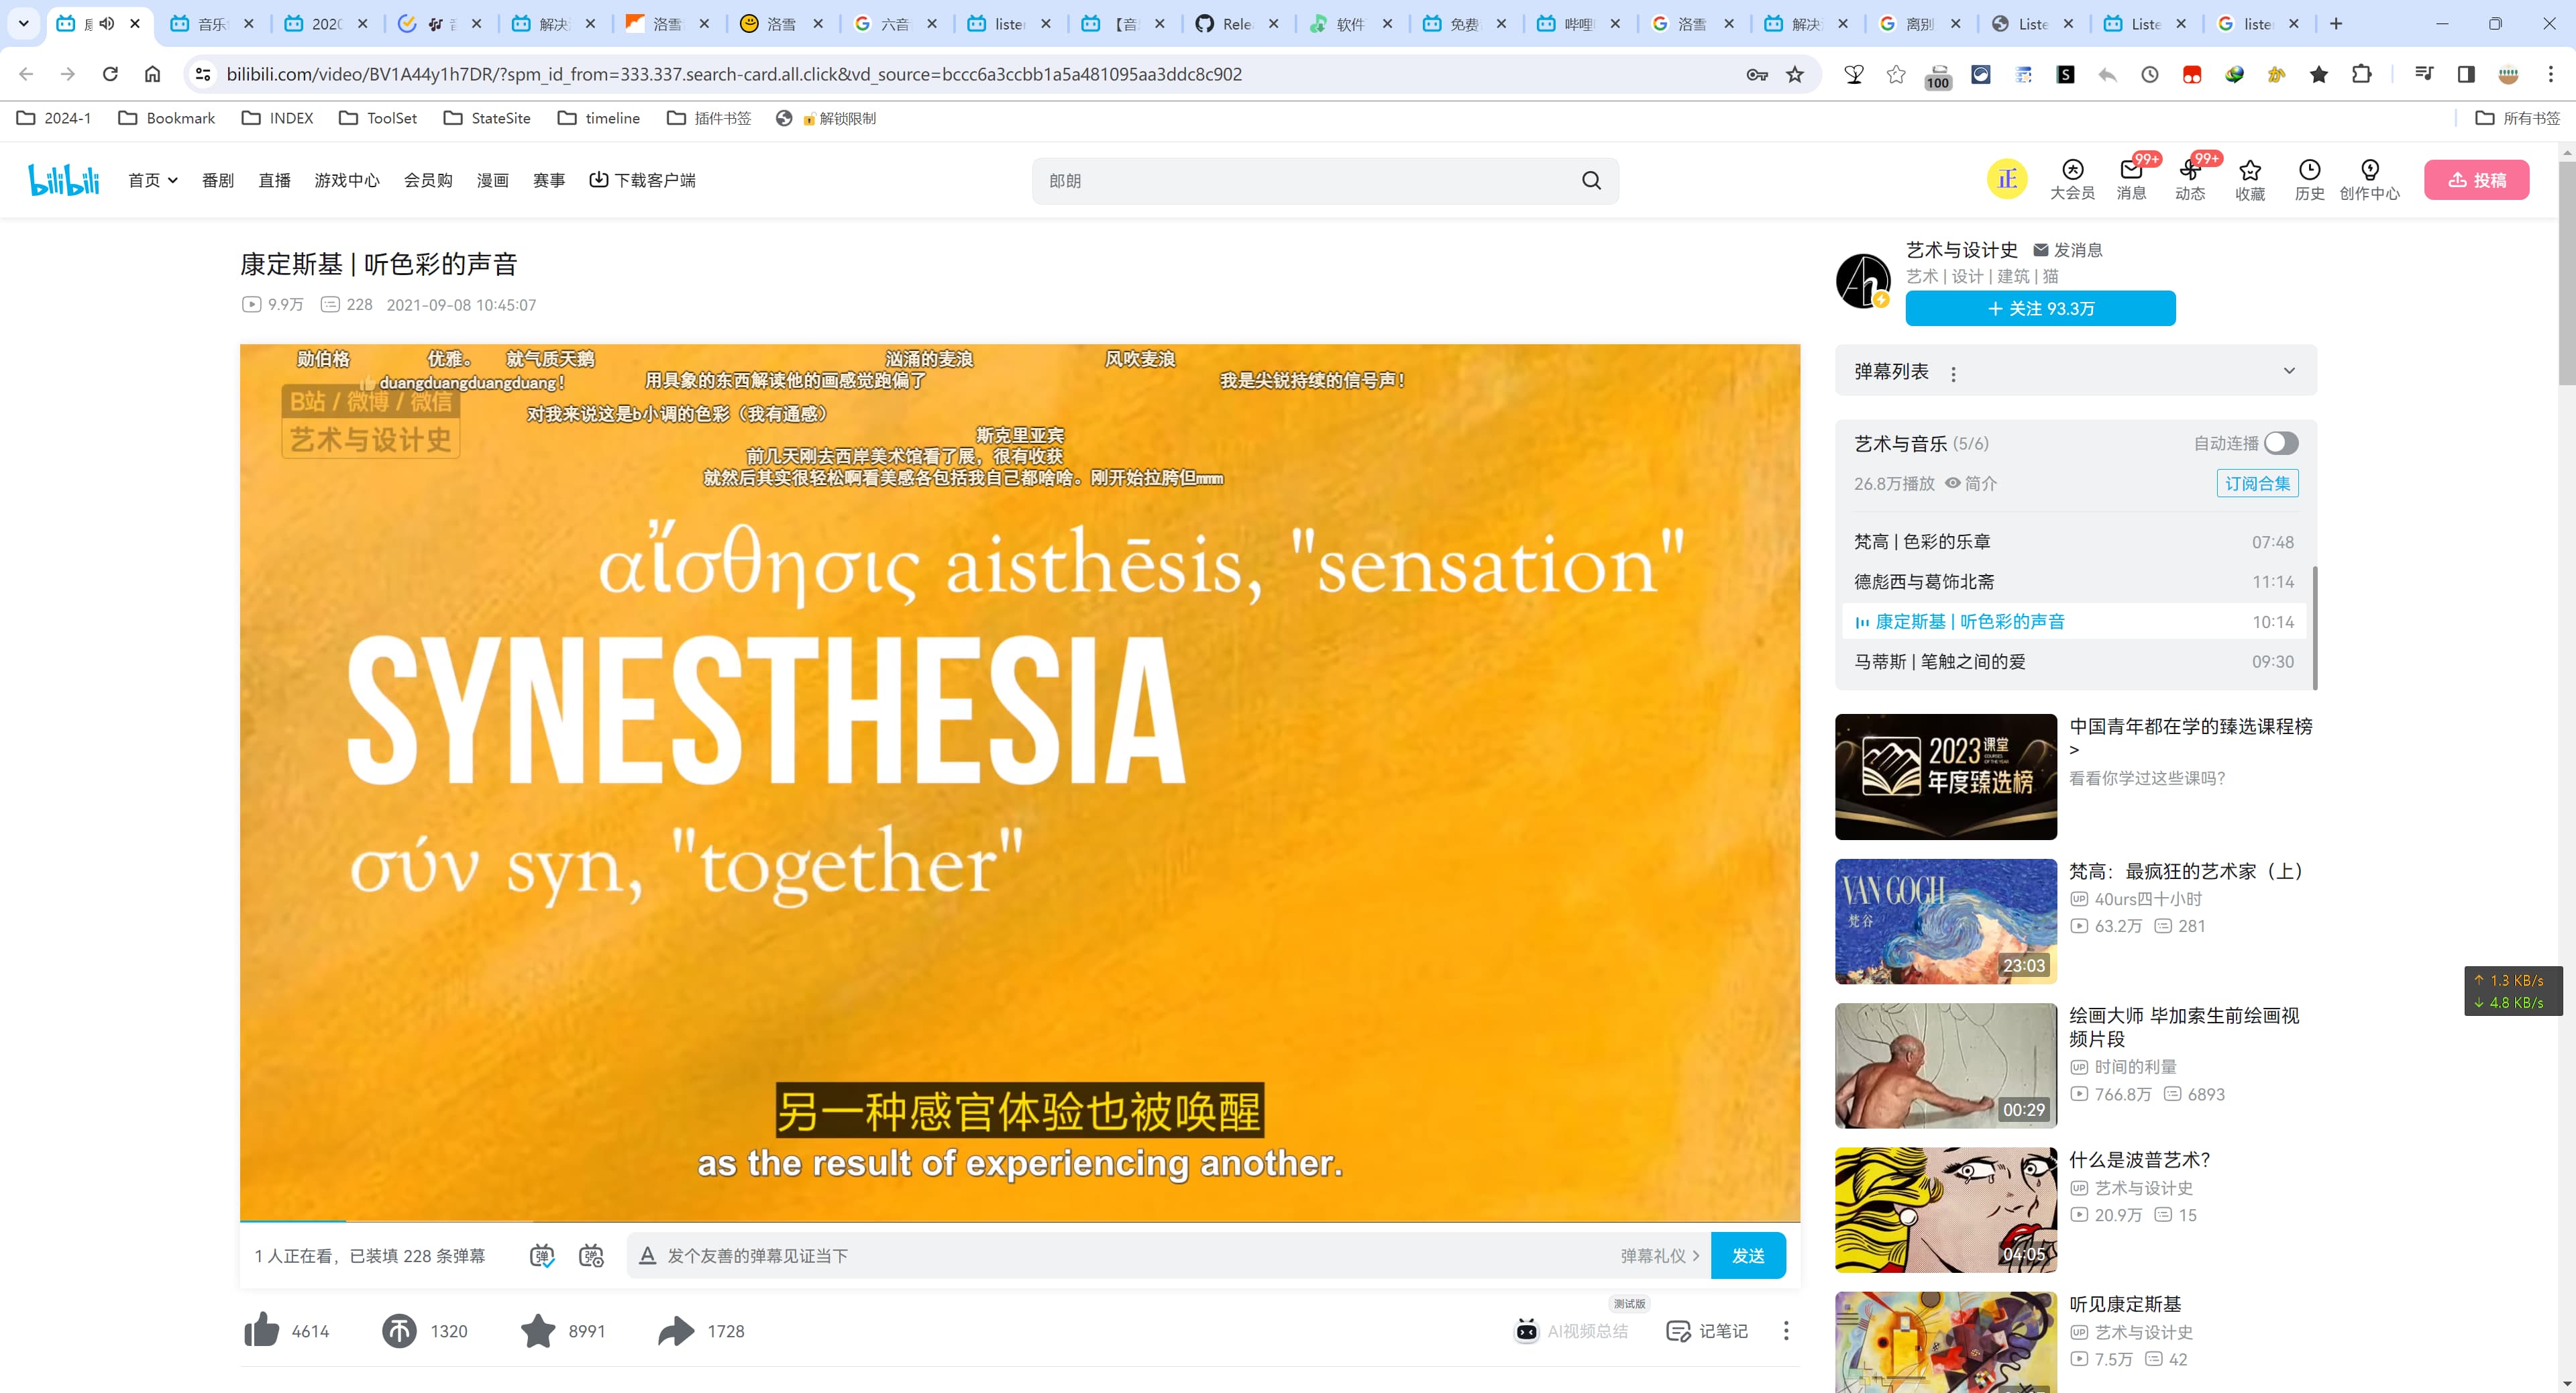 音乐
2020
解决
洛雪
洛雪
六音
liste
【音
Rele
软件
免费
哔哩
洛雪
解决
离别
Liste
Liste
liste
bilibili.com/video/BV1A44y1h7DR/?spm_id_from=333.337.search-card.all.click&vd_source=bccc6a3ccbb1a5a481095aa3ddc8c902
100
2024-1
Bookmark
INDEX
ToolSet
StateSite
timeline
插件书签
解锁限制
所有书签
bilibili
首页
番剧
直播
游戏中心
会员购
漫画
赛事
下载客户端
郎朗
正
大会员
99+
消息
99+
动态
收藏
历史
创作中心
投稿
康定斯基 | 听色彩的声音
9.9万 228 2021-09-08 10:45:07
艺术与设计史 发消息
艺术 | 设计 | 建筑 | 猫
+ 关注 93.3万
勋伯格 优雅。 就气质天鹅 汹涌的麦浪 风吹麦浪
duangduangduangduang! 用具象的东西解读他的画感觉跑偏了 我是尖锐持续的信号声!
B站 / 微博 / 微信
艺术与设计史
对我来说这是b小调的色彩（我有通感）
斯克里亚宾
前几天刚去西岸美术馆看了展，很有收获
就然后其实很轻松啊看美感各包括我自己都啥啥。刚开始拉胯但mmm
αἴσθησις aisthēsis, "sensation"
SYNESTHESIA
σύν syn, "together"
另一种感官体验也被唤醒
as the result of experiencing another.
1 人正在看，已装填 228 条弹幕
发个友善的弹幕见证当下
弹幕礼仪 >
发送
4614
1320
8991
1728
测试版
AI视频总结
记笔记
弹幕列表
艺术与音乐 (5/6) 自动连播
26.8万播放 简介 订阅合集
梵高 | 色彩的乐章 07:48
德彪西与葛饰北斋 11:14
康定斯基 | 听色彩的声音 10:14
马蒂斯 | 笔触之间的爱 09:30
2023 课堂
年度臻选榜
中国青年都在学的臻选课程榜
>
看看你学过这些课吗？
VAN GOGH
梵谷
23:03
梵高：最疯狂的艺术家（上）
UP 40urs四十小时
63.2万 281
00:29
绘画大师 毕加索生前绘画视
频片段
UP 时间的利量
766.8万 6893
04:05
什么是波普艺术？
UP 艺术与设计史
20.9万 15
听见康定斯基
UP 艺术与设计史
7.5万 42
↑ 1.3 KB/s
↓ 4.8 KB/s